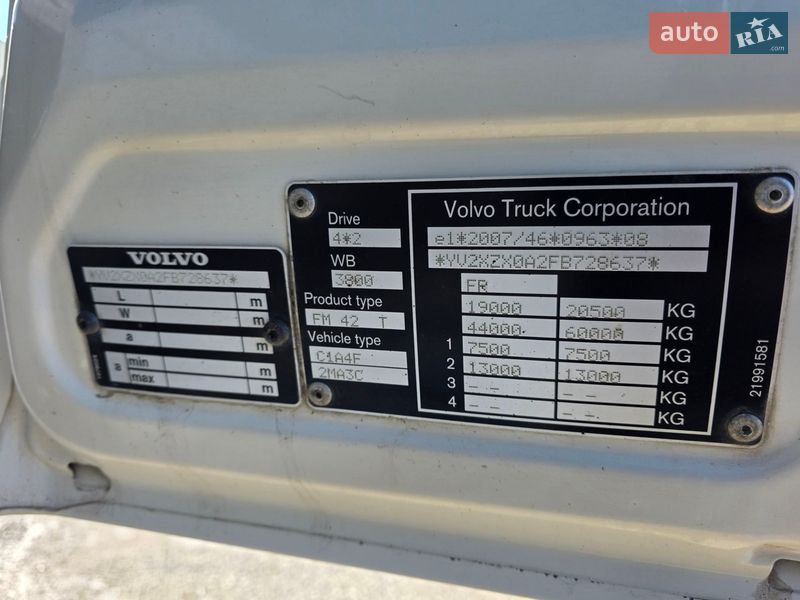 auto RIA
VOLVO
*YV2XZX0A2FB728637*
L m
W m
a m
a min m
max m
Drive
4*2
WB
3800
Product type
FM 42 T
Vehicle type
C1A4F
2MA3C
Volvo Truck Corporation
e1*2007/46*0963*08
*YV2XZX0A2FB728637*
FR
19000 20500 KG
44000 60000 KG
1 7500 7500 KG
2 13000 13000 KG
3 -- -- KG
4 -- -- KG
21991581